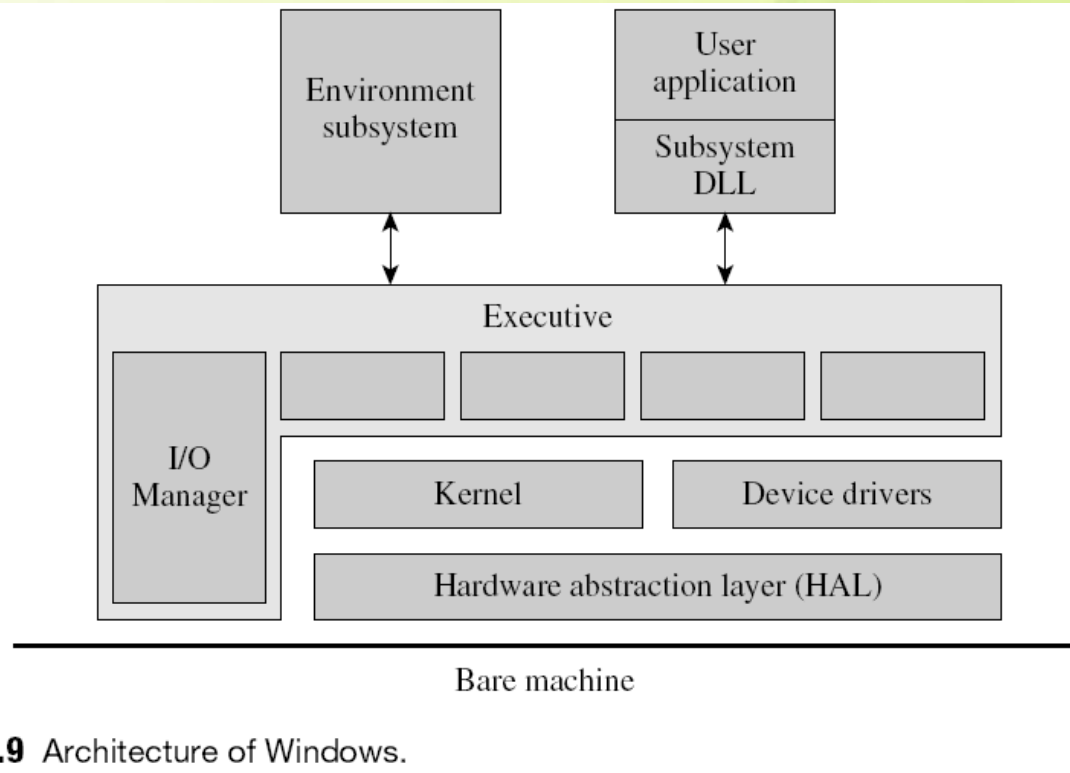 Environment
subsystem
User
application
Subsystem
DLL
Executive
I/O
Manager
Kernel
Device drivers
Hardware abstraction layer (HAL)
Bare machine
.9 Architecture of Windows.